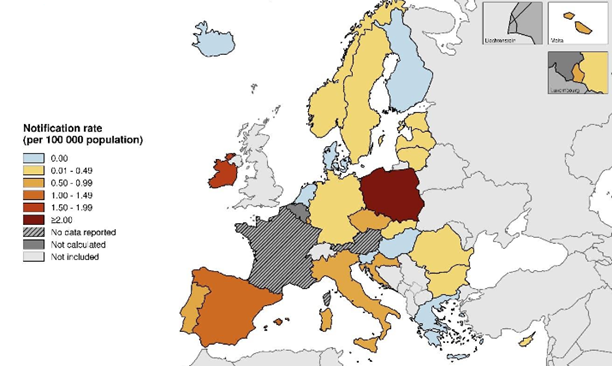 Liechtenstein
Malta
Luxembourg
Notification rate
(per 100 000 population)
0.00
0.01 - 0.49
0.50 - 0.99
1.00 - 1.49
1.50 - 1.99
≥2.00
No data reported
Not calculated
Not included